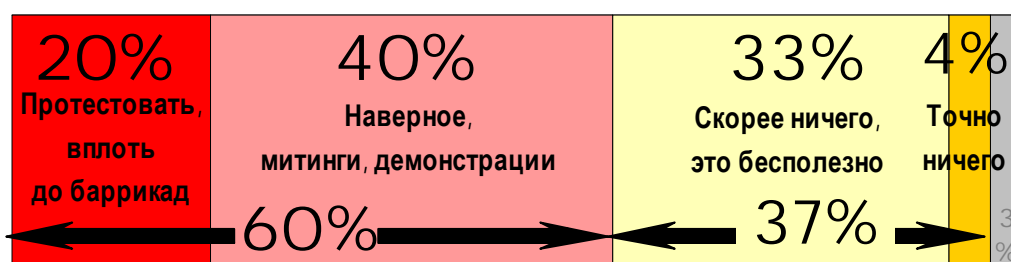 20%
Протестовать,
вплоть
до баррикад
40%
Наверное,
митинги, демонстрации
60%
33%
Скорее ничего,
это бесполезно
4%
Точно
ничего
37%
3
%